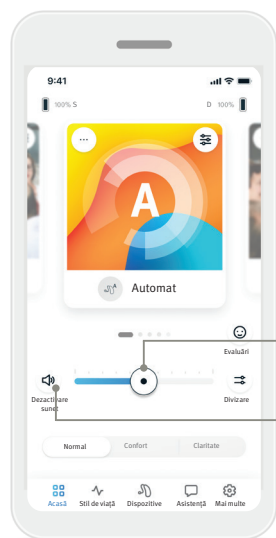 9:41
100% S
D 100%
...
A
Automat
Evaluări
Dezactivare
sunet
Divizare
Normal
Confort
Claritate
Acasă
Stil de viață
Dispozitive
Asistență
Mai multe